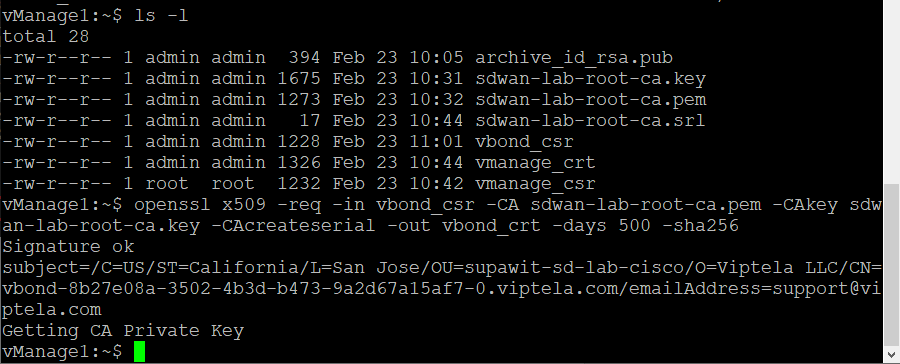 vManage1:~$ ls -l
total 28
-rw-r--r-- 1 admin admin  394 Feb 23 10:05 archive_id_rsa.pub
-rw-r--r-- 1 admin admin 1675 Feb 23 10:31 sdwan-lab-root-ca.key
-rw-r--r-- 1 admin admin 1273 Feb 23 10:32 sdwan-lab-root-ca.pem
-rw-r--r-- 1 admin admin   17 Feb 23 10:44 sdwan-lab-root-ca.srl
-rw-r--r-- 1 admin admin 1228 Feb 23 11:01 vbond_csr
-rw-r--r-- 1 admin admin 1326 Feb 23 10:44 vmanage_crt
-rw-r--r-- 1 root  root  1232 Feb 23 10:42 vmanage_csr
vManage1:~$ openssl x509 -req -in vbond_csr -CA sdwan-lab-root-ca.pem -CAkey sdw
an-lab-root-ca.key -CAcreateserial -out vbond_crt -days 500 -sha256
Signature ok
subject=/C=US/ST=California/L=San Jose/OU=supawit-sd-lab-cisco/O=Viptela LLC/CN=
vbond-8b27e08a-3502-4b3d-b473-9a2d67a15af7-0.viptela.com/emailAddress=support@vi
ptela.com
Getting CA Private Key
vManage1:~$